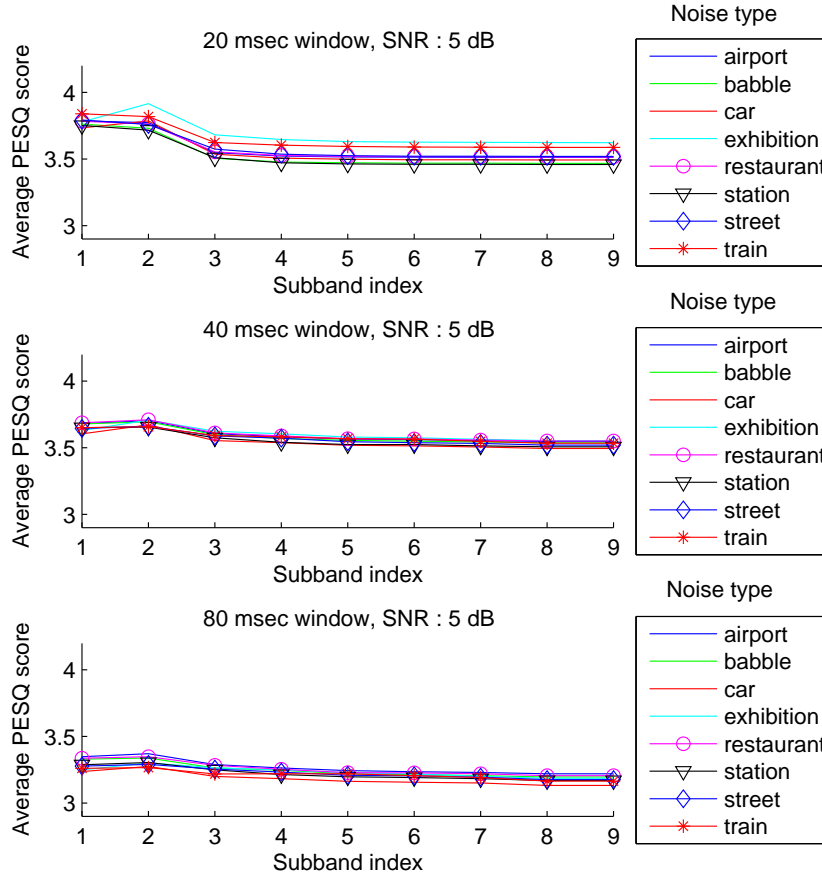 Noise type
20 msec window, SNR : 5 dB
Average PESQ score
4
3.5
3
1 2 3 4 5 6 7 8 9
Subband index
airport
babble
car
exhibition
restaurant
station
street
train
Noise type
40 msec window, SNR : 5 dB
Average PESQ score
4
3.5
3
1 2 3 4 5 6 7 8 9
Subband index
airport
babble
car
exhibition
restaurant
station
street
train
Noise type
80 msec window, SNR : 5 dB
Average PESQ score
4
3.5
3
1 2 3 4 5 6 7 8 9
Subband index
airport
babble
car
exhibition
restaurant
station
street
train